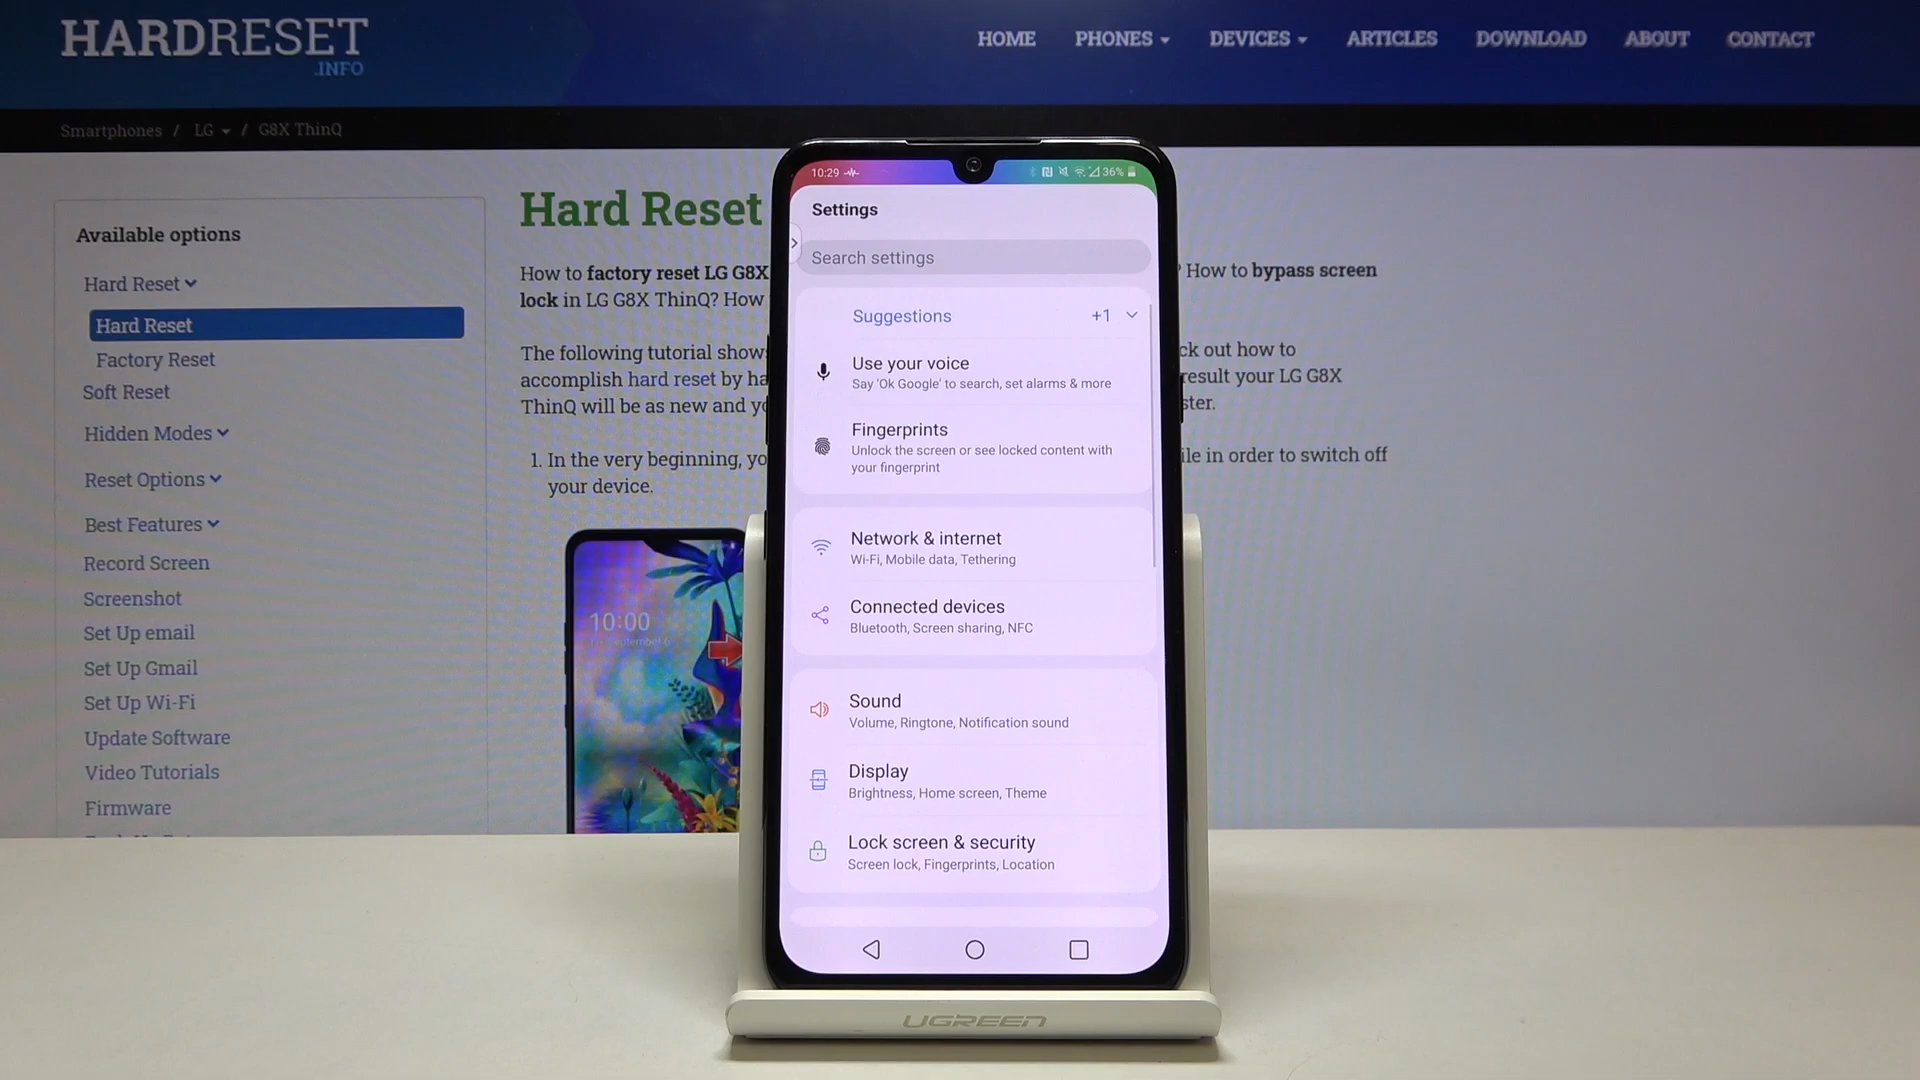 HARDRESET
.INFO
HOME PHONES DEVICES ARTICLES DOWNLOAD ABOUT CONTACT
Smartphones / LG / G8X ThinQ
Available options
Hard Reset
Hard Reset
Factory Reset
Soft Reset
Hidden Modes
Reset Options
Best Features
Record Screen
Screenshot
Set Up email
Set Up Gmail
Set Up Wi-Fi
Update Software
Video Tutorials
Firmware
Hard Reset
How to factory reset LG G8X ? How to bypass screen
lock in LG G8X ThinQ? How
The following tutorial show ck out how to
accomplish hard reset by ha result your LG G8X
ThinQ will be as new and yo ster.
1. In the very beginning, yo ile in order to switch off
your device.
10:00
10:29 36%
Settings
Search settings
Suggestions +1
Use your voice
Say 'Ok Google' to search, set alarms & more
Fingerprints
Unlock the screen or see locked content with
your fingerprint
Network & internet
Wi-Fi, Mobile data, Tethering
Connected devices
Bluetooth, Screen sharing, NFC
Sound
Volume, Ringtone, Notification sound
Display
Brightness, Home screen, Theme
Lock screen & security
Screen lock, Fingerprints, Location
UGREEN